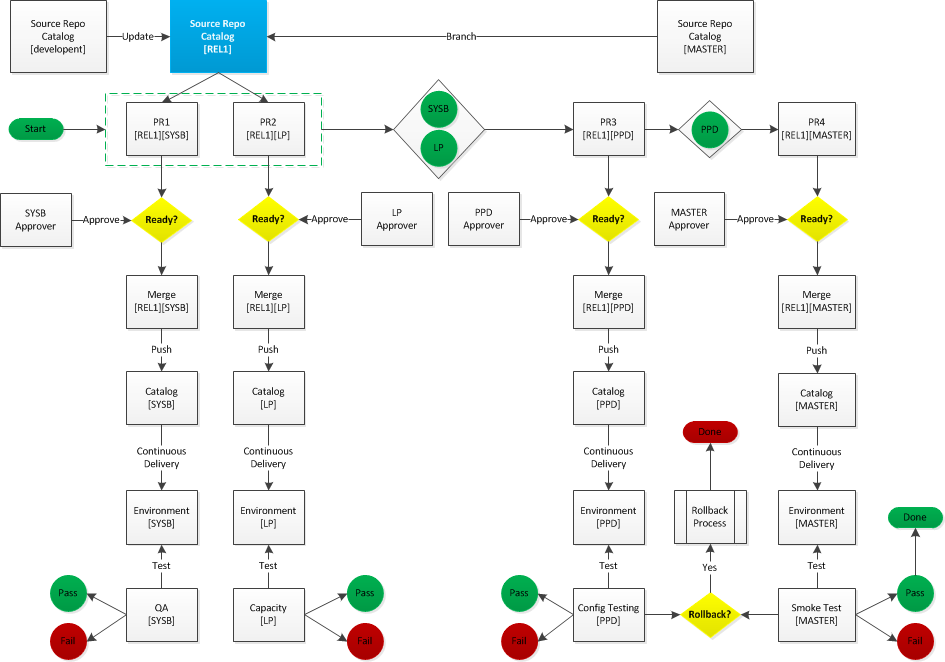 Source Repo
Catalog
[developent]
Update
Source Repo
Catalog
[REL1]
Branch
Source Repo
Catalog
[MASTER]
Start
PR1
[REL1][SYSB]
PR2
[REL1][LP]
SYSB
LP
PR3
[REL1][PPD]
PPD
PR4
[REL1][MASTER]
SYSB
Approver
Approve
Ready?
Ready?
Approve
LP
Approver
PPD
Approver
Approve
Ready?
MASTER
Approver
Approve
Ready?
Merge
[REL1][SYSB]
Merge
[REL1][LP]
Merge
[REL1][PPD]
Merge
[REL1][MASTER]
Push
Push
Push
Push
Catalog
[SYSB]
Catalog
[LP]
Catalog
[PPD]
Catalog
[MASTER]
Done
Continuous
Delivery
Continuous
Delivery
Continuous
Delivery
Continuous
Delivery
Environment
[SYSB]
Environment
[LP]
Environment
[PPD]
Rollback
Process
Environment
[MASTER]
Done
Test
Test
Test
Yes
Test
Pass
Fail
QA
[SYSB]
Capacity
[LP]
Pass
Fail
Pass
Fail
Config Testing
[PPD]
Rollback?
Smoke Test
[MASTER]
Pass
Fail